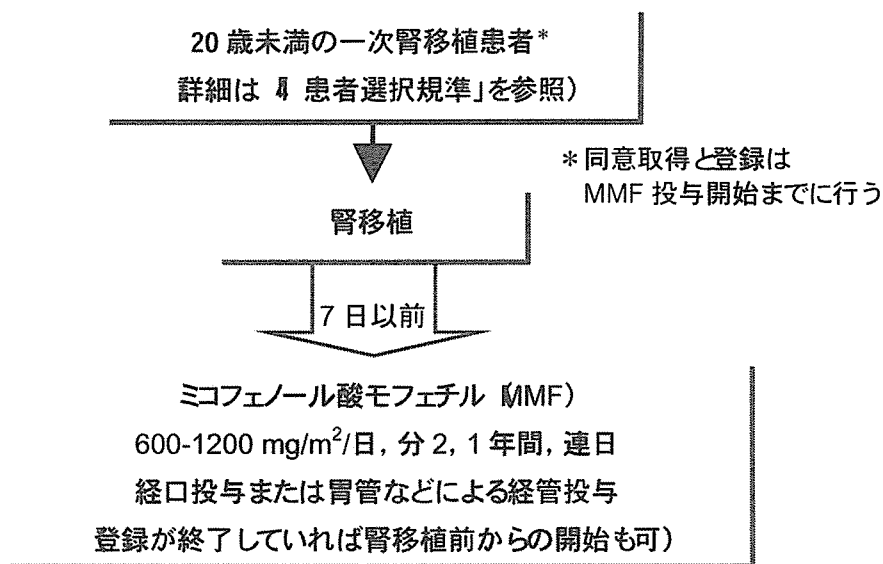 20 歳未満の一次腎移植患者*
詳細は「4 患者選択規準」を参照)
*同意取得と登録は
MMF 投与開始までに行う
腎移植
7 日以前
ミコフェノール酸モフェチル (MMF)
600-1200 mg/m²/日, 分 2, 1 年間, 連日
経口投与または胃管などによる経管投与
登録が終了していれば腎移植前からの開始も可)